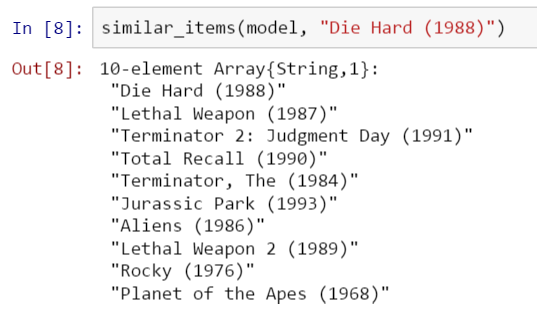 In [8]: similar_items(model, "Die Hard (1988)")
Out[8]: 10-element Array{String,1}:
"Die Hard (1988)"
"Lethal Weapon (1987)"
"Terminator 2: Judgment Day (1991)"
"Total Recall (1990)"
"Terminator, The (1984)"
"Jurassic Park (1993)"
"Aliens (1986)"
"Lethal Weapon 2 (1989)"
"Rocky (1976)"
"Planet of the Apes (1968)"